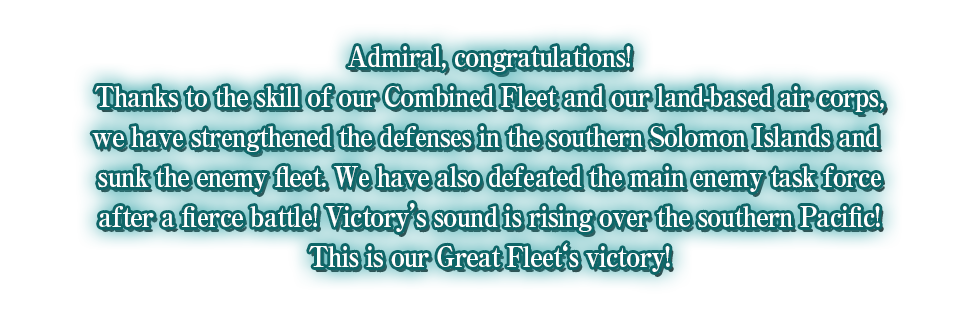 Admiral, congratulations!
Thanks to the skill of our Combined Fleet and our land-based air corps,
we have strengthened the defenses in the southern Solomon Islands and
sunk the enemy fleet. We have also defeated the main enemy task force
after a fierce battle! Victory’s sound is rising over the southern Pacific!
This is our Great Fleet‘s victory!